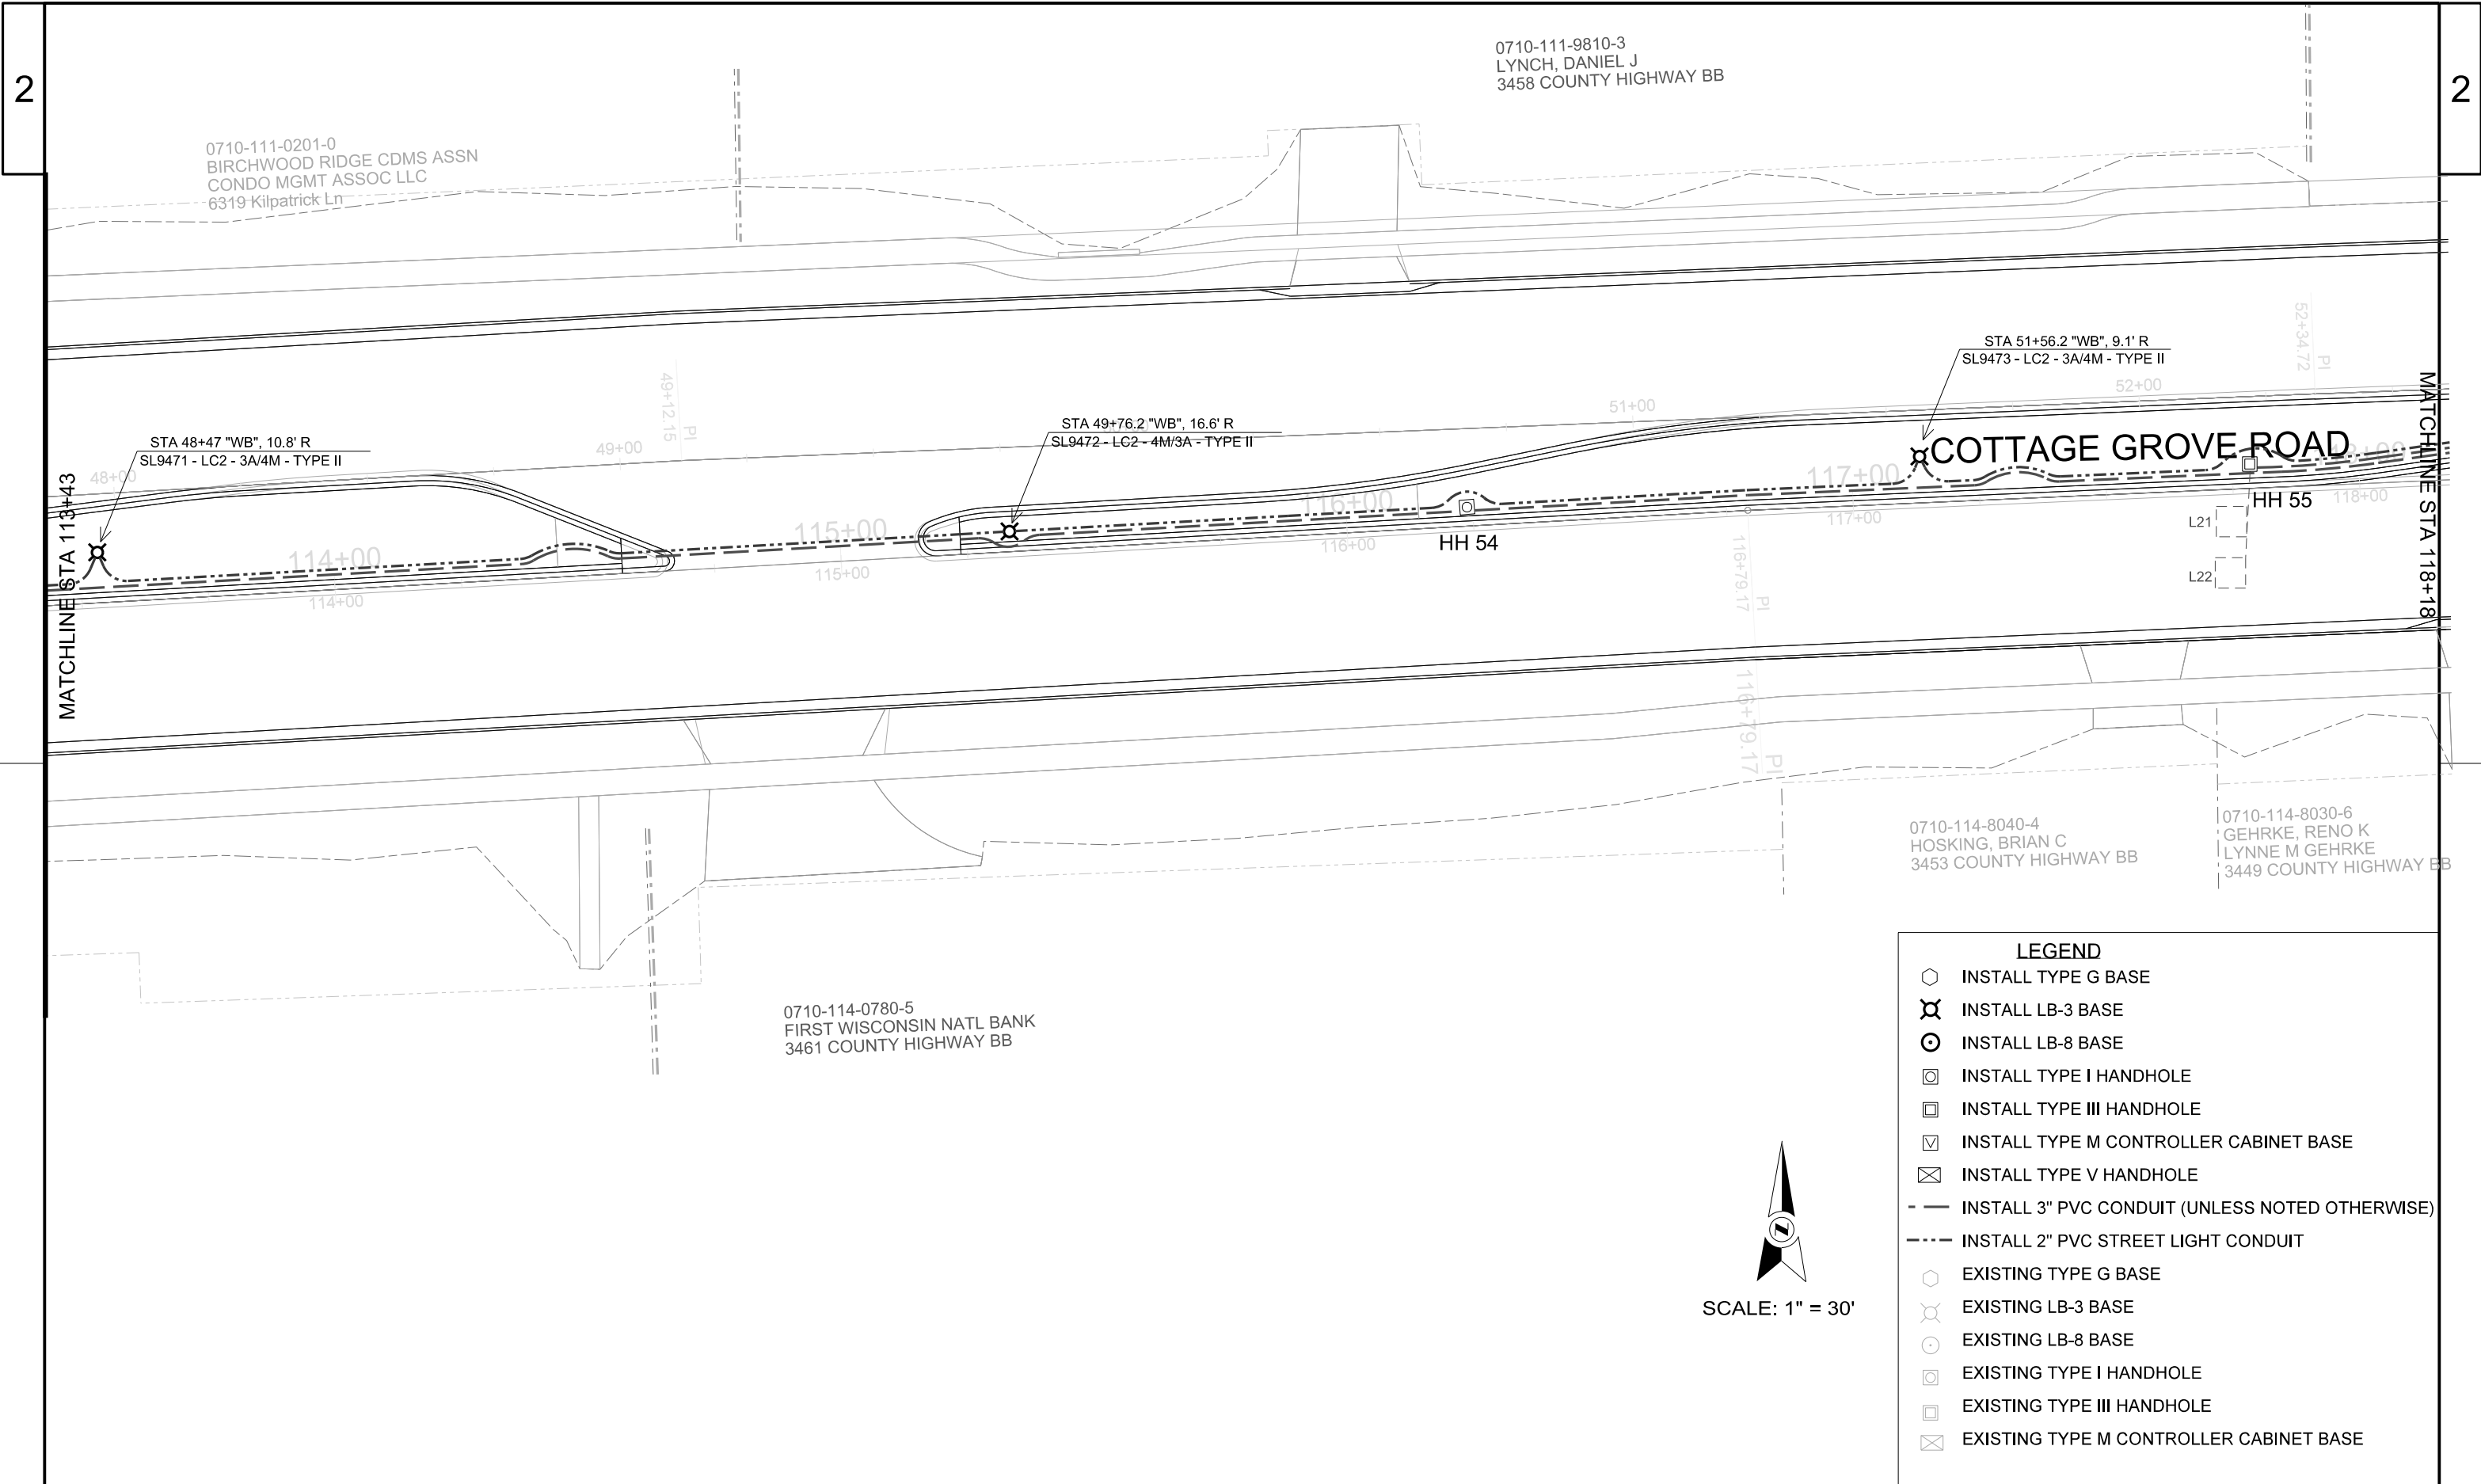 2
2
0710-111-9810-3
LYNCH, DANIEL J
3458 COUNTY HIGHWAY BB
0710-111-0201-0
BIRCHWOOD RIDGE CDMS ASSN
CONDO MGMT ASSOC LLC
6319 Kilpatrick Ln
STA 51+56.2 "WB", 9.1' R
SL9473 - LC2 - 3A/4M - TYPE II
52+34.72
PI
52+00
51+00
49+12.15
PI
49+00
STA 49+76.2 "WB", 16.6' R
SL9472 - LC2 - 4M/3A - TYPE II
STA 48+47 "WB", 10.8' R
SL9471 - LC2 - 3A/4M - TYPE II
48+00
COTTAGE GROVE ROAD
MATCHLINE STA 113+43
MATCHLINE STA 118+18
114+00
115+00
116+00
117+00
114+00
115+00
116+00
117+00
118+00
HH 54
HH 55
L21
L22
116+79.17
PI
116+79.17
PI
0710-114-8040-4
HOSKING, BRIAN C
3453 COUNTY HIGHWAY BB
0710-114-8030-6
GEHRKE, RENO K
LYNNE M GEHRKE
3449 COUNTY HIGHWAY BB
0710-114-0780-5
FIRST WISCONSIN NATL BANK
3461 COUNTY HIGHWAY BB
N
SCALE: 1" = 30'
LEGEND
INSTALL TYPE G BASE
INSTALL LB-3 BASE
INSTALL LB-8 BASE
INSTALL TYPE I HANDHOLE
INSTALL TYPE III HANDHOLE
INSTALL TYPE M CONTROLLER CABINET BASE
INSTALL TYPE V HANDHOLE
INSTALL 3" PVC CONDUIT (UNLESS NOTED OTHERWISE)
INSTALL 2" PVC STREET LIGHT CONDUIT
EXISTING TYPE G BASE
EXISTING LB-3 BASE
EXISTING LB-8 BASE
EXISTING TYPE I HANDHOLE
EXISTING TYPE III HANDHOLE
EXISTING TYPE M CONTROLLER CABINET BASE